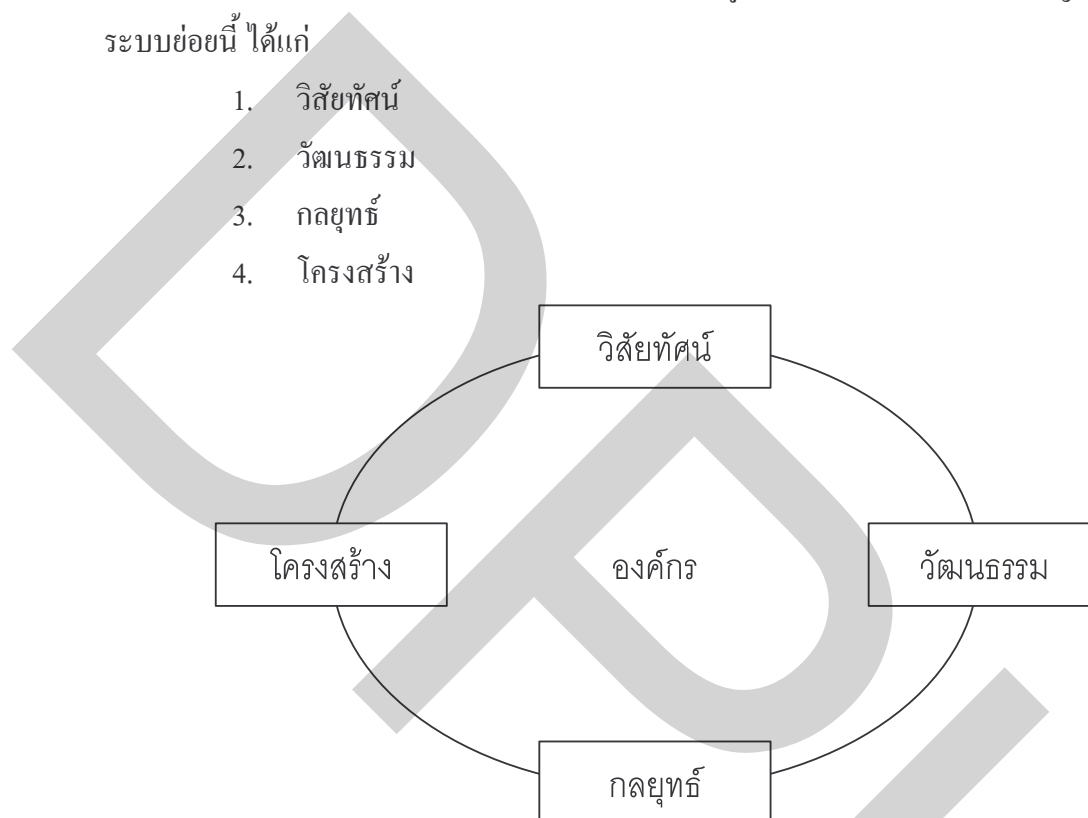 ระบบย่อยนี้ ได้แก่
1. วิสัยทัศน์
2. วัฒนธรรม
3. กลยุทธ์
4. โครงสร้าง
วิสัยทัศน์
โครงสร้าง องค์กร วัฒนธรรม
กลยุทธ์